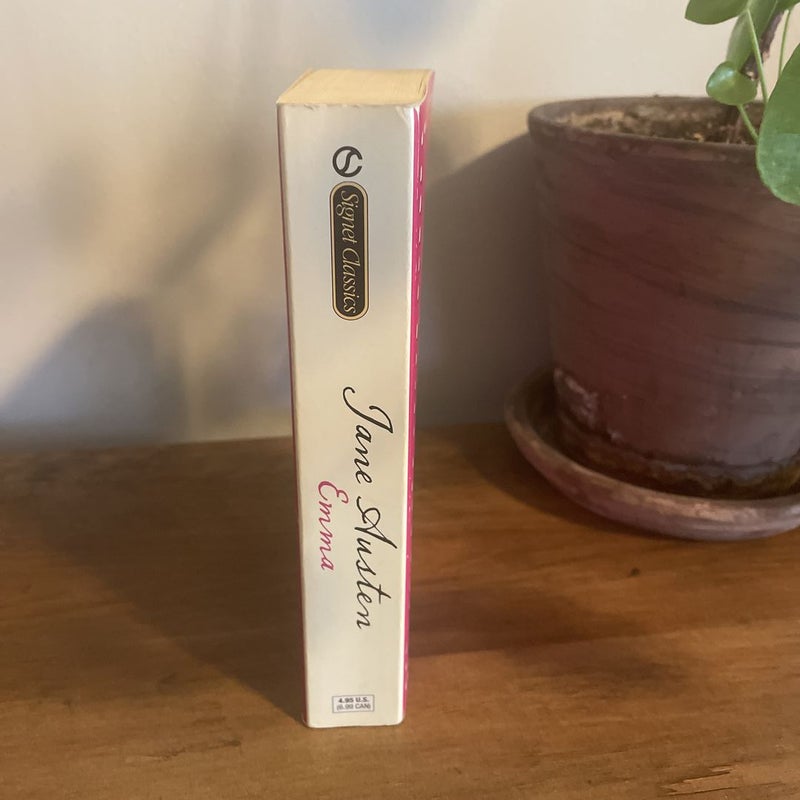 Signet Classics
Jane Austen
Emma
4.95 U.S.
(6.99 CAN)